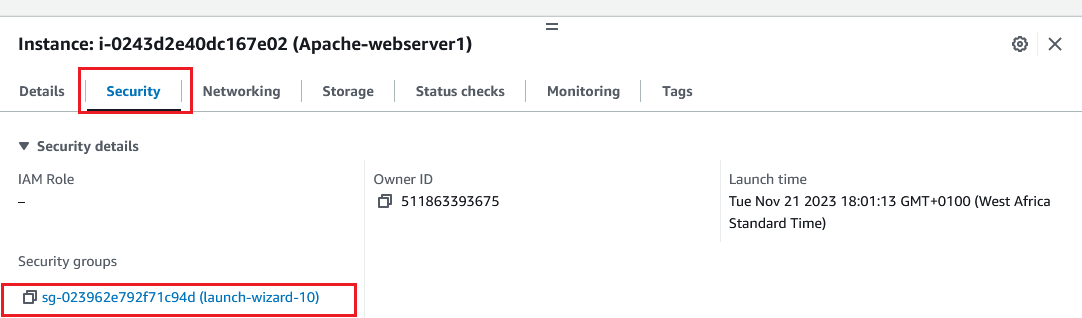 Instance: i-0243d2e40dc167e02 (Apache-webserver1)
Details Security Networking Storage Status checks Monitoring Tags
Security details
IAM Role
–
Owner ID
511863393675
Launch time
Tue Nov 21 2023 18:01:13 GMT+0100 (West Africa
Standard Time)
Security groups
sg-023962e792f71c94d (launch-wizard-10)